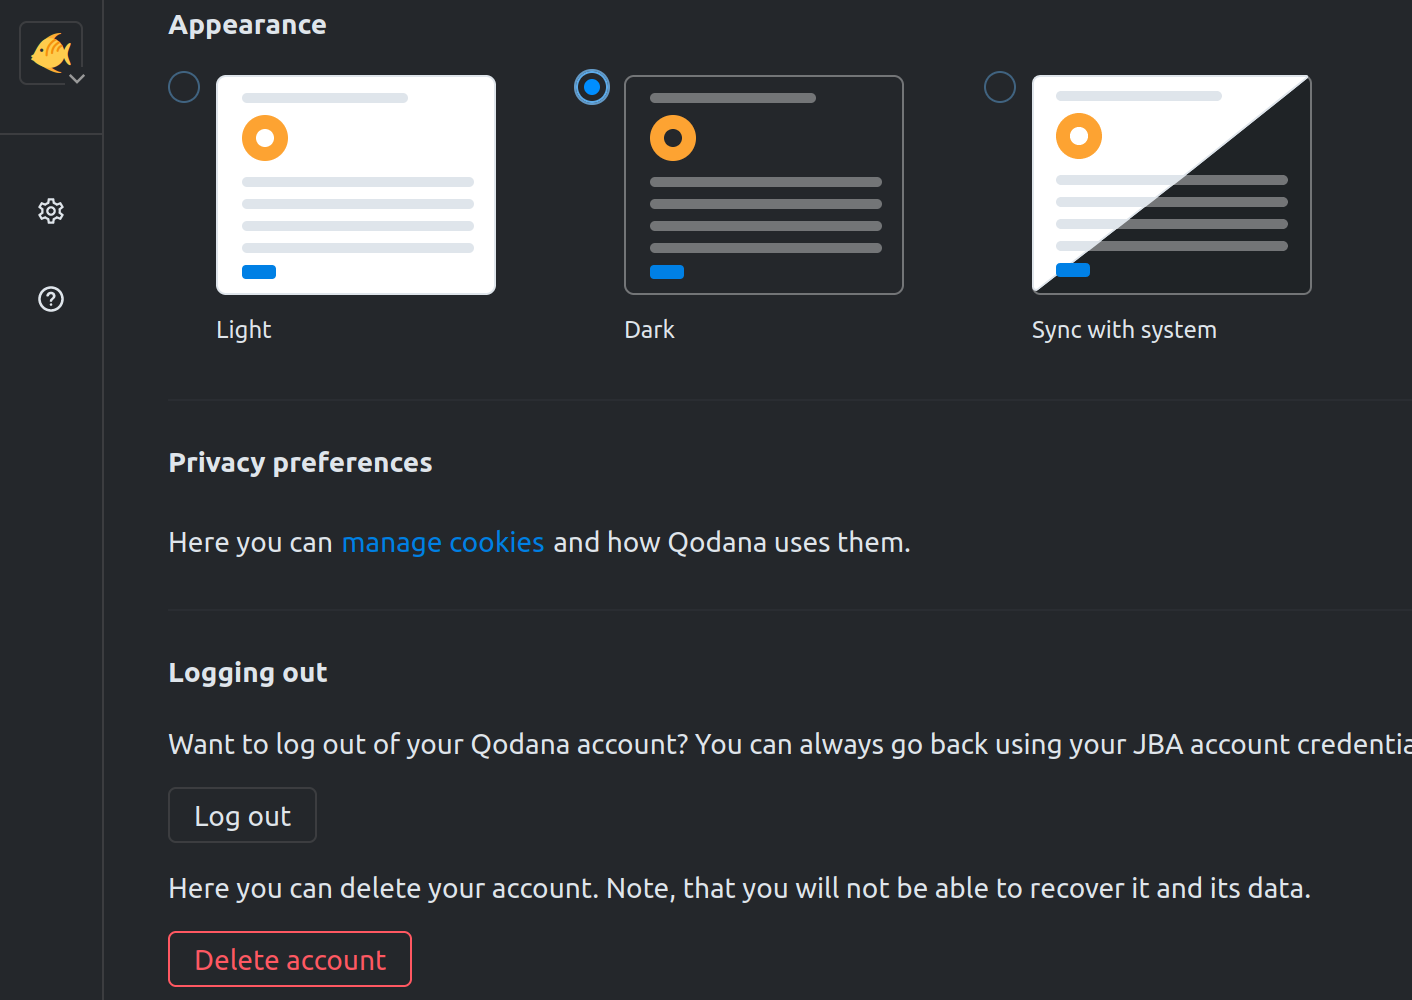 Appearance
Light
Dark
Sync with system
Privacy preferences
Here you can manage cookies and how Qodana uses them.
Logging out
Want to log out of your Qodana account? You can always go back using your JBA account
Log out
Here you can delete your account. Note, that you will not be able to recover it and its data.
Delete account